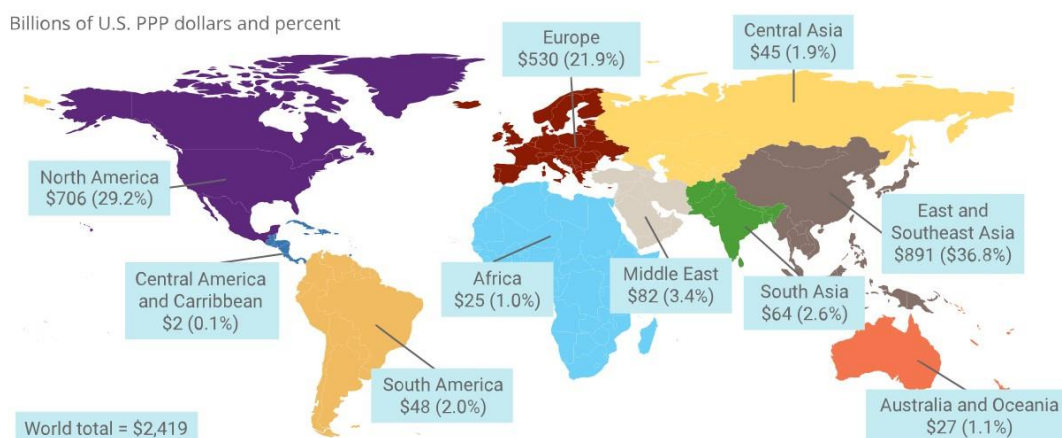 Billions of U.S. PPP dollars and percent
Europe
$530 (21.9%)
Central Asia
$45 (1.9%)
North America
$706 (29.2%)
East and
Southeast Asia
$891 ($36.8%)
Central America
and Carribbean
$2 (0.1%)
Africa
$25 (1.0%)
Middle East
$82 (3.4%)
South Asia
$64 (2.6%)
South America
$48 (2.0%)
Australia and Oceania
$27 (1.1%)
World total = $2,419